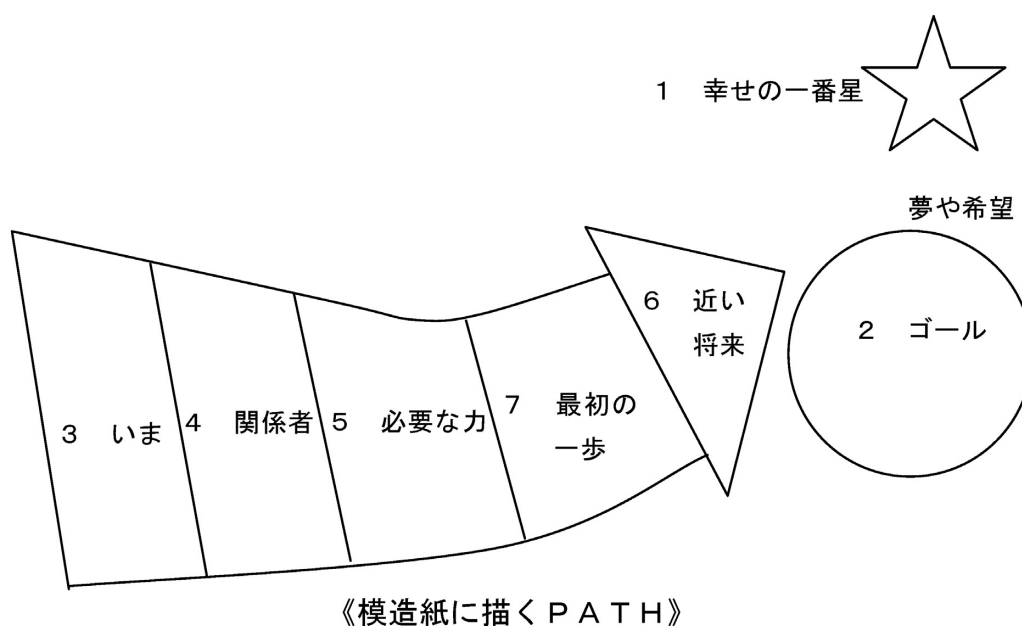 1 幸せの一番星
夢や希望
2 ゴール
3 いま
4 関係者
5 必要な力
7 最初の
一歩
6 近い
将来
《模造紙に描くPATH》